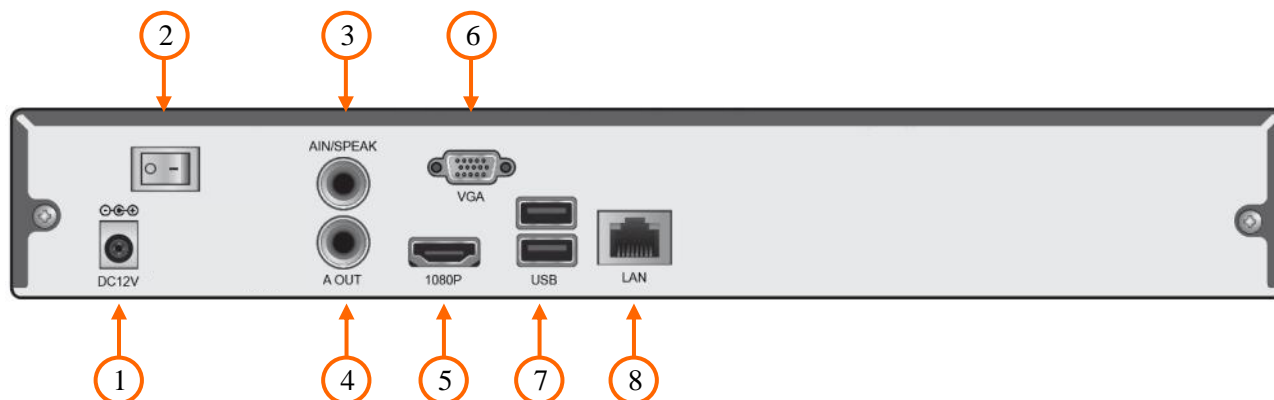 2 3 6
AIN/SPEAK
VGA
DC12V A OUT 1080P USB LAN
1 4 5 7 8